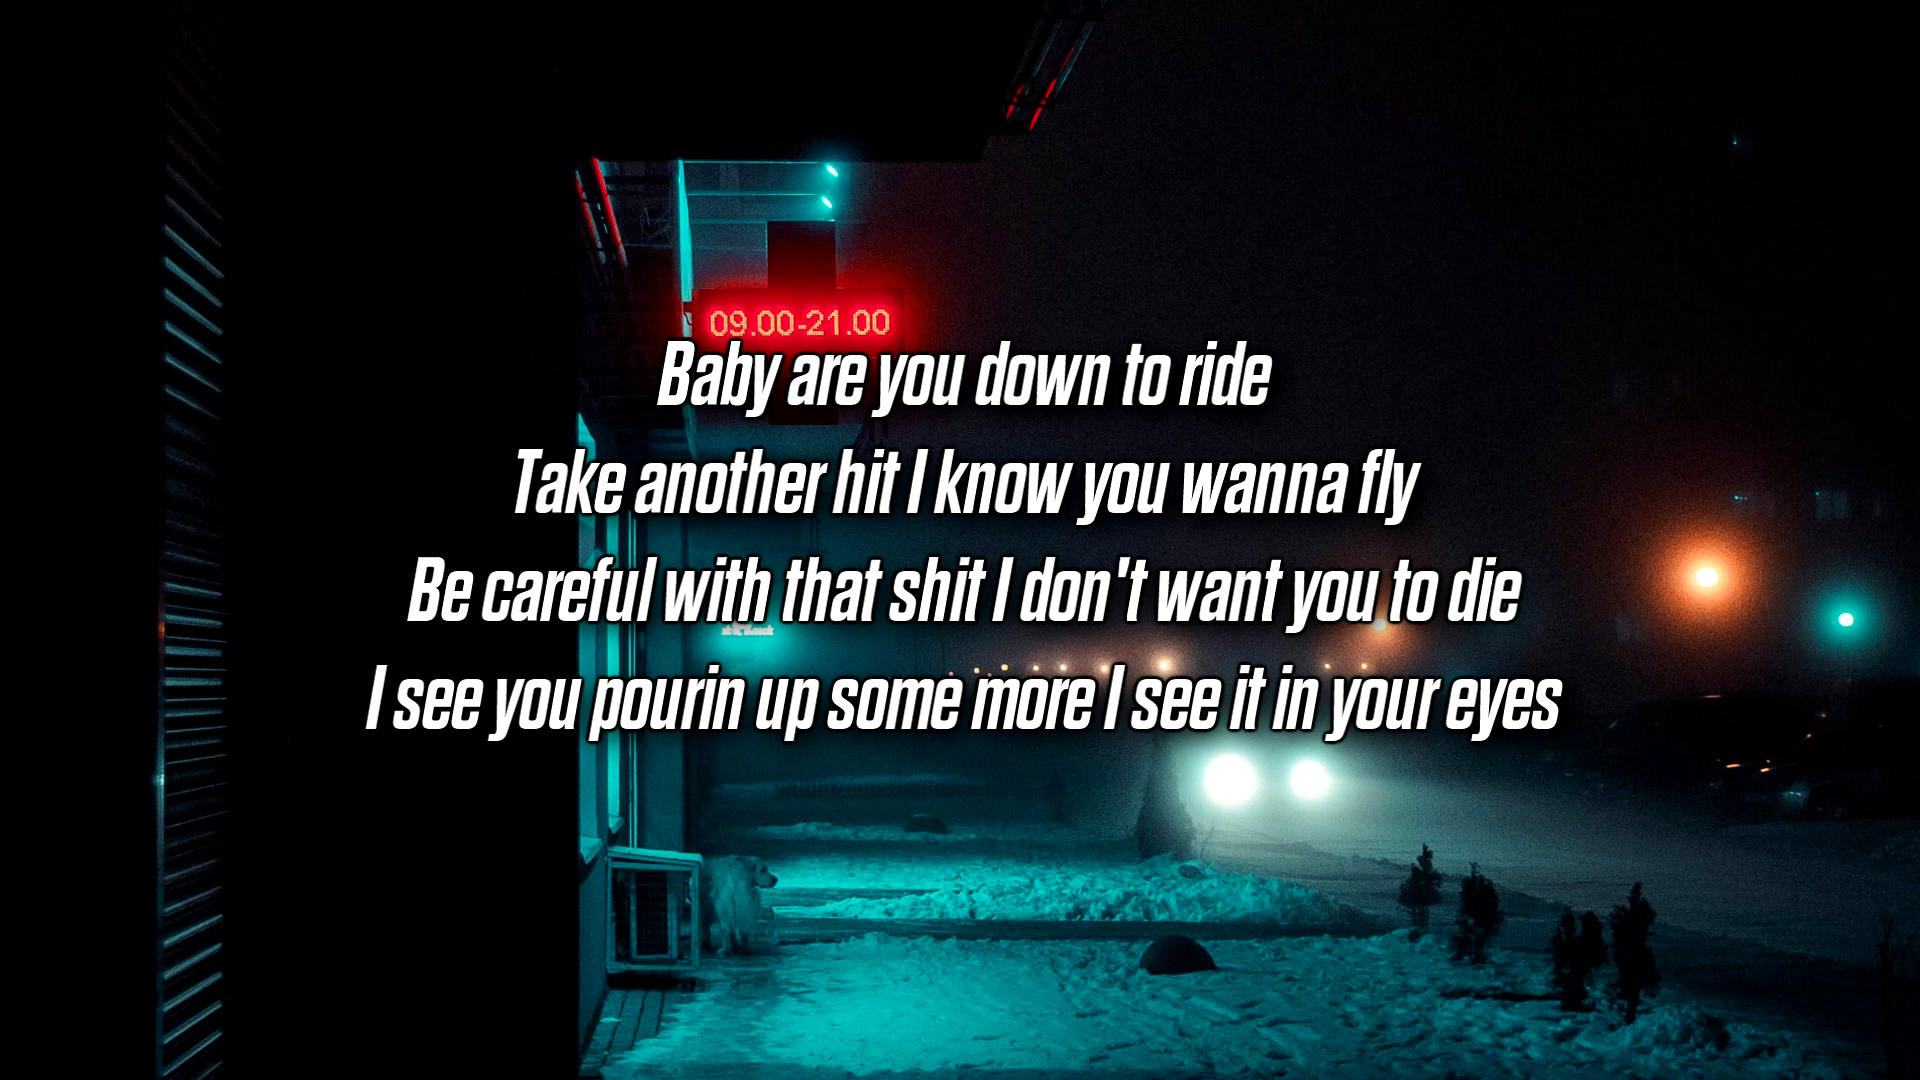 09.00-21.00
Baby are you down to ride
Take another hit I know you wanna fly
Be careful with that shit I don't want you to die
I see you pourin up some more I see it in your eyes